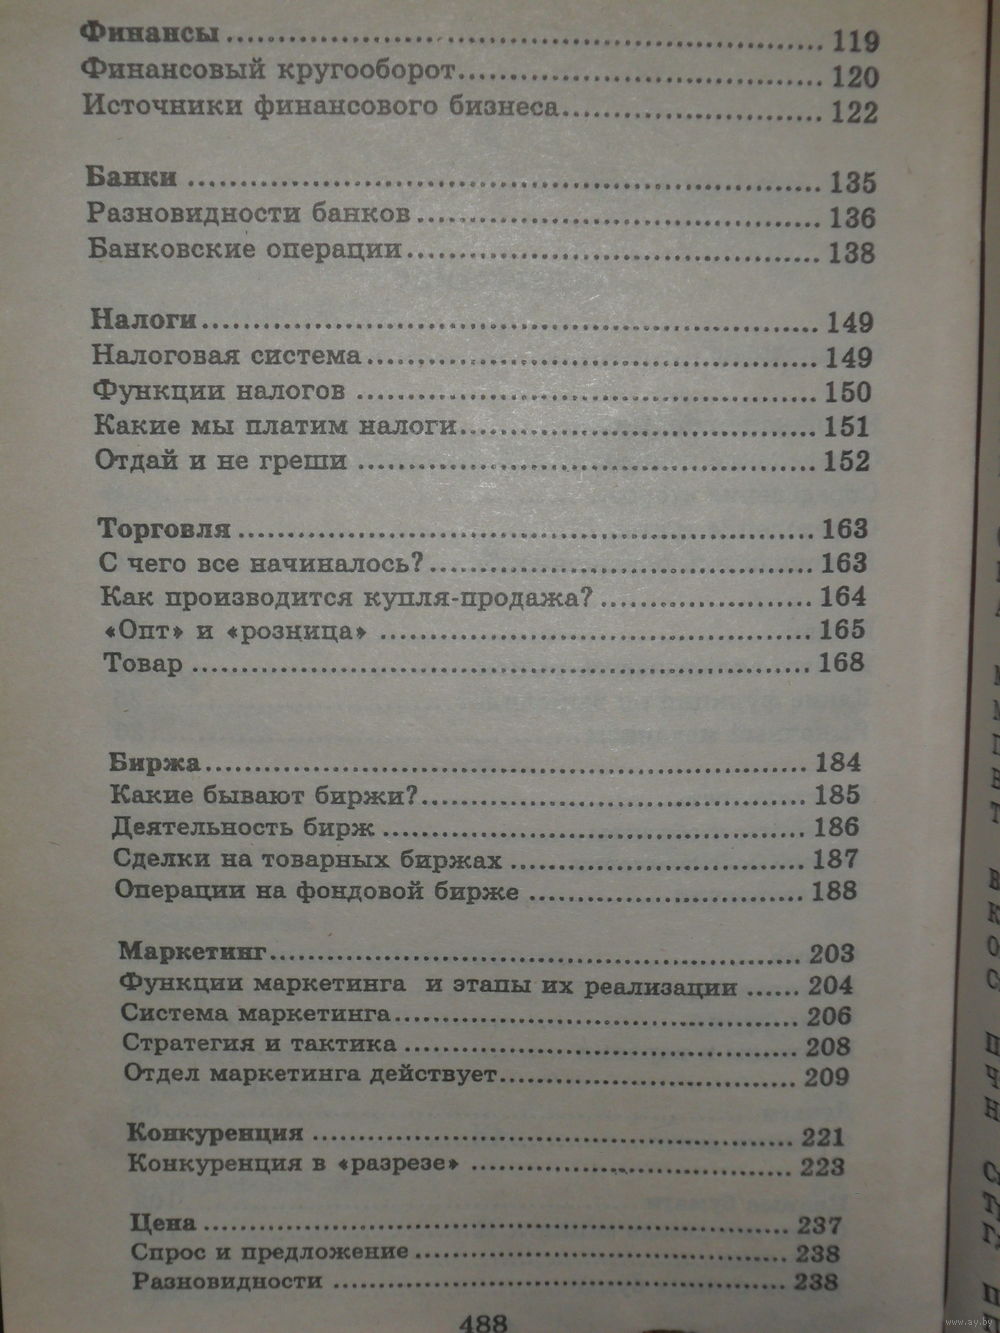 Финансы ... 119
Финансовый кругооборот ... 120
Источники финансового бизнеса ... 122
Банки ... 135
Разновидности банков ... 136
Банковские операции ... 138
Налоги ... 149
Налоговая система ... 149
Функции налогов ... 150
Какие мы платим налоги ... 151
Отдай и не греши ... 152
Торговля ... 163
С чего все начиналось? ... 163
Как производится купля-продажа? ... 164
«Опт» и «розница» ... 165
Товар ... 168
Биржа ... 184
Какие бывают биржи? ... 185
Деятельность бирж ... 186
Сделки на товарных биржах ... 187
Операции на фондовой бирже ... 188
Маркетинг ... 203
Функции маркетинга и этапы их реализации ... 204
Система маркетинга ... 206
Стратегия и тактика ... 208
Отдел маркетинга действует ... 209
Конкуренция ... 221
Конкуренция в «разрезе» ... 223
Цена ... 237
Спрос и предложение ... 238
Разновидности ... 238
488
www.ay.by